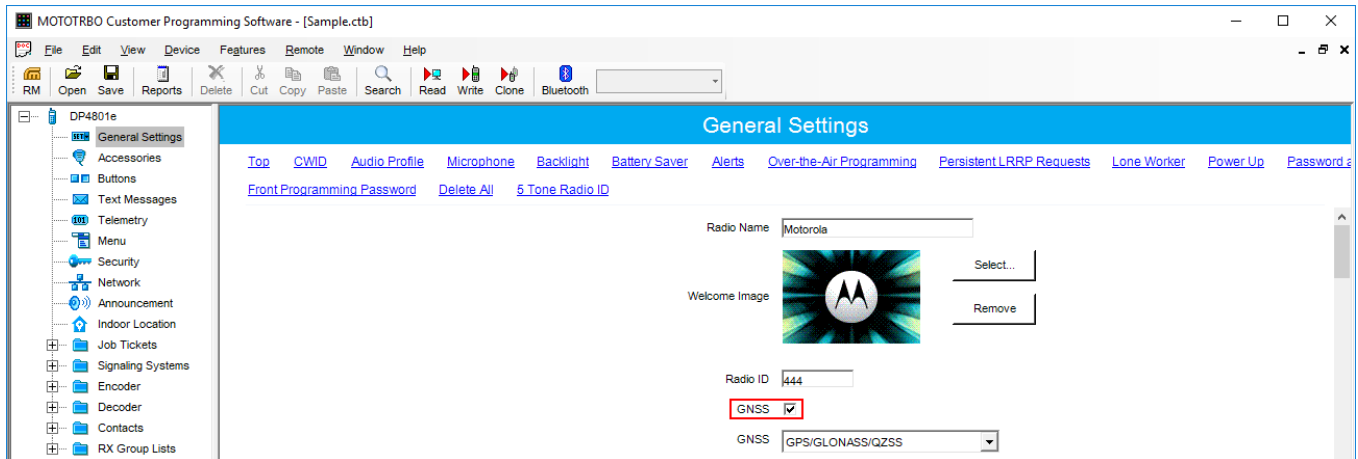 MOTOTRBO Customer Programming Software - [Sample.ctb]
File Edit View Device Features Remote Window Help
RM Open Save Reports Delete Cut Copy Paste Search Read Write Clone Bluetooth
DP4801e
General Settings
Accessories
Buttons
Text Messages
Telemetry
Menu
Security
Network
Announcement
Indoor Location
Job Tickets
Signaling Systems
Encoder
Decoder
Contacts
RX Group Lists
General Settings
Top CWID Audio Profile Microphone Backlight Battery Saver Alerts Over-the-Air Programming Persistent LRRP Requests Lone Worker Power Up Password a
Front Programming Password Delete All 5 Tone Radio ID
Radio Name Motorola
Welcome Image
Select...
Remove
Radio ID 444
GNSS
GNSS GPS/GLONASS/QZSS